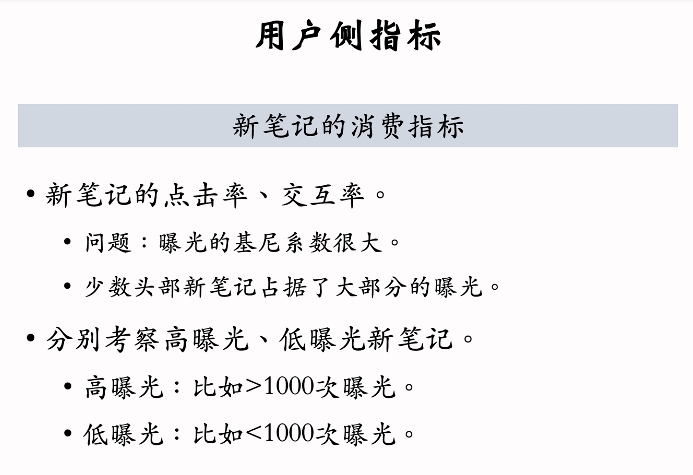 用户侧指标
新笔记的消费指标
• 新笔记的点击率、交互率。
• 问题：曝光的基尼系数很大。
• 少数头部新笔记占据了大部分的曝光。
• 分别考察高曝光、低曝光新笔记。
• 高曝光：比如>1000次曝光。
• 低曝光：比如<1000次曝光。